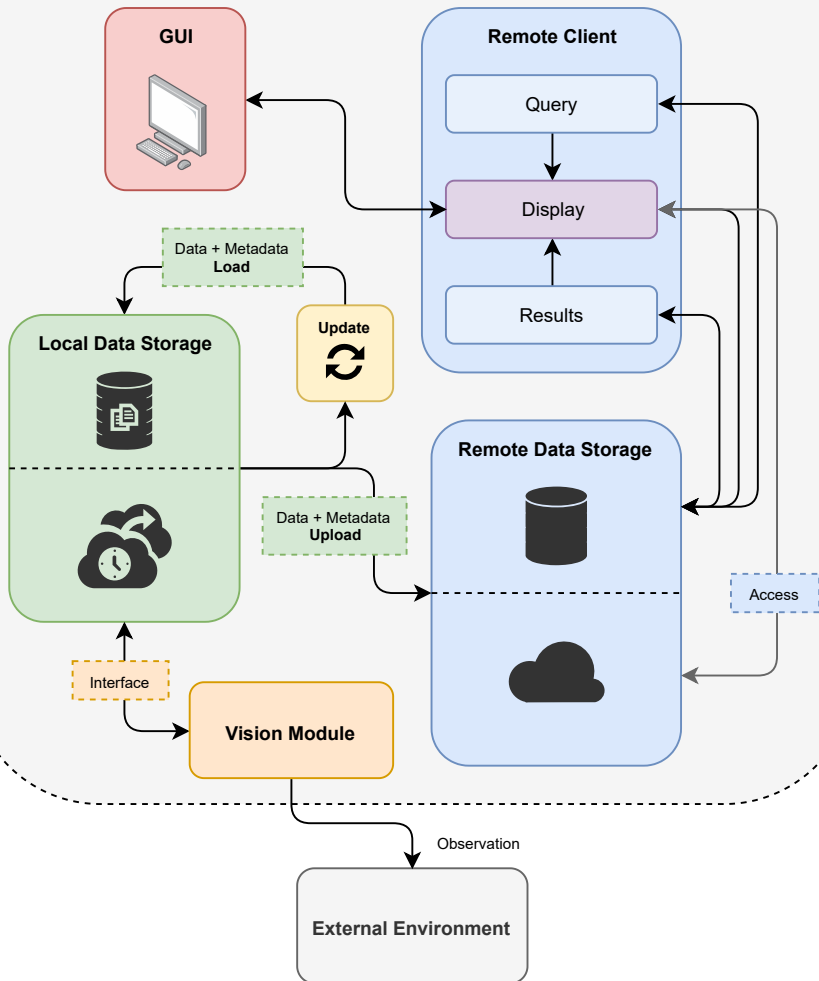 GUI
Remote Client
Query
Display
Results
Data + Metadata
Load
Update
Local Data Storage
Remote Data Storage
Data + Metadata
Upload
Access
Interface
Vision Module
Observation
External Environment